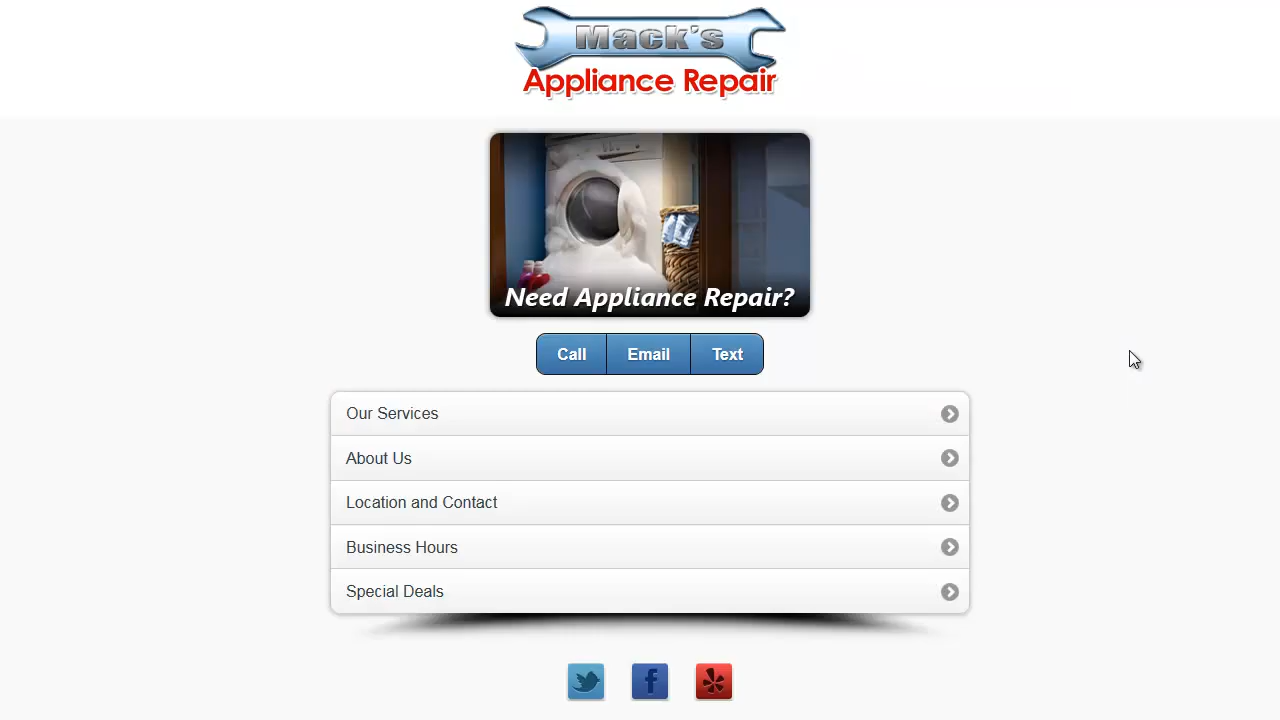 Mack's
Appliance Repair
Need Appliance Repair?
Call Email Text
Our Services
About Us
Location and Contact
Business Hours
Special Deals